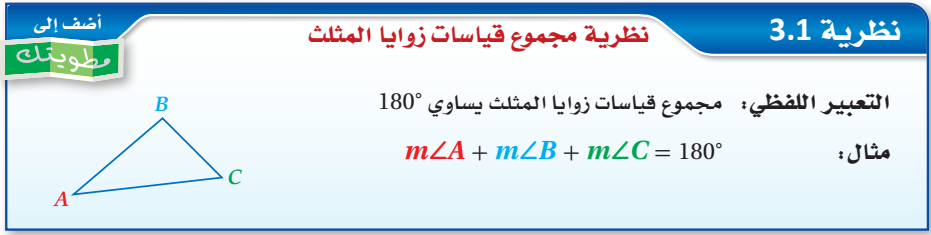 نظرية 3.1
نظرية مجموع قياسات زوايا المثلث
أضف إلى
مطويتك
التعبير اللفظي: مجموع قياسات زوايا المثلث يساوي 180°
مثال: m∠A + m∠B + m∠C = 180°
B
C
A